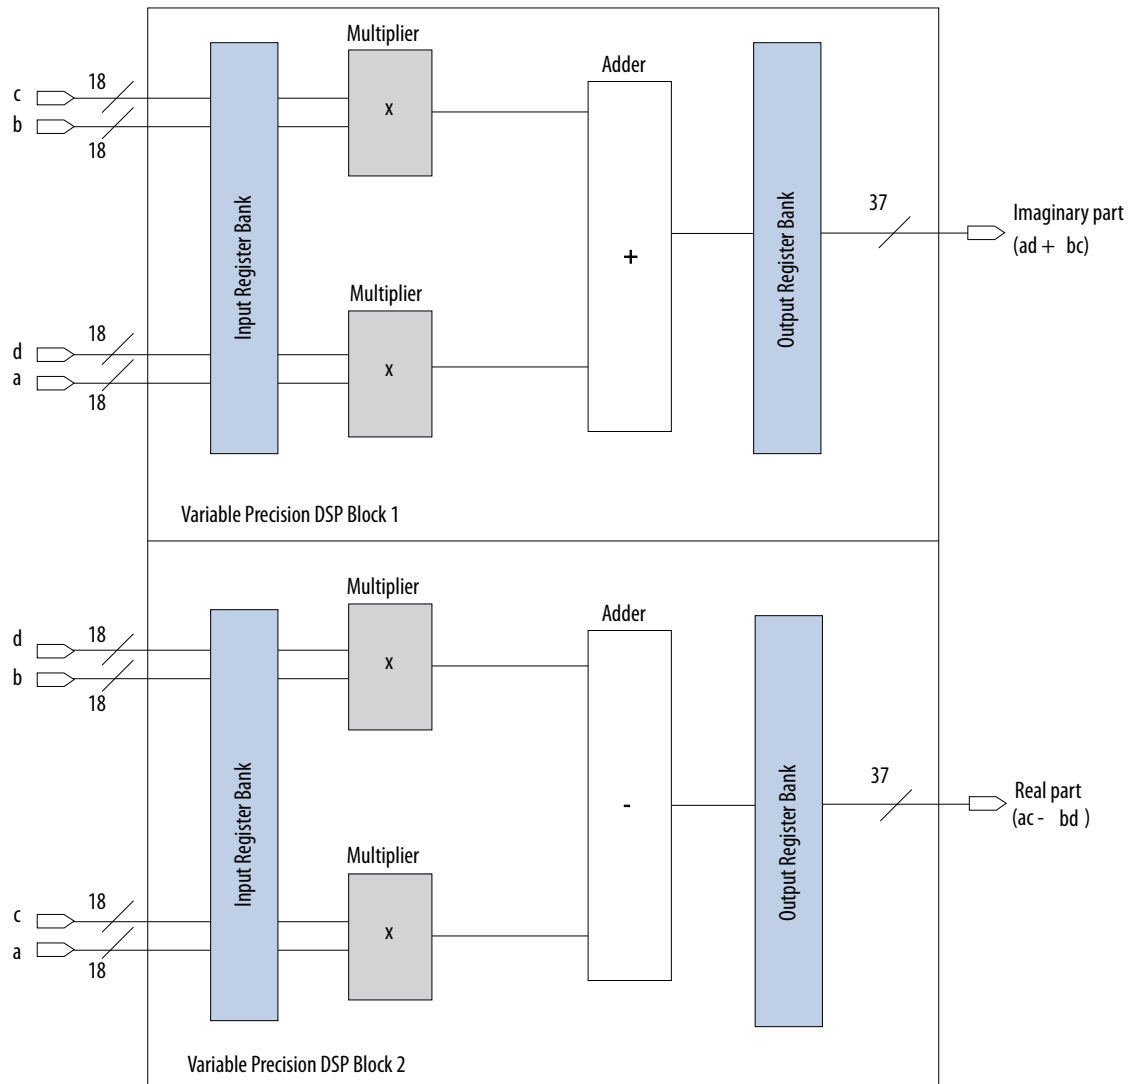 Multiplier
Adder
c
18
b
18
x
Input Register Bank
Output Register Bank
37
Imaginary part
(ad + bc)
+
Multiplier
d
18
a
18
x
Variable Precision DSP Block 1
Multiplier
Adder
d
18
b
18
x
Input Register Bank
Output Register Bank
37
Real part
(ac - bd )
-
Multiplier
c
18
a
18
x
Variable Precision DSP Block 2